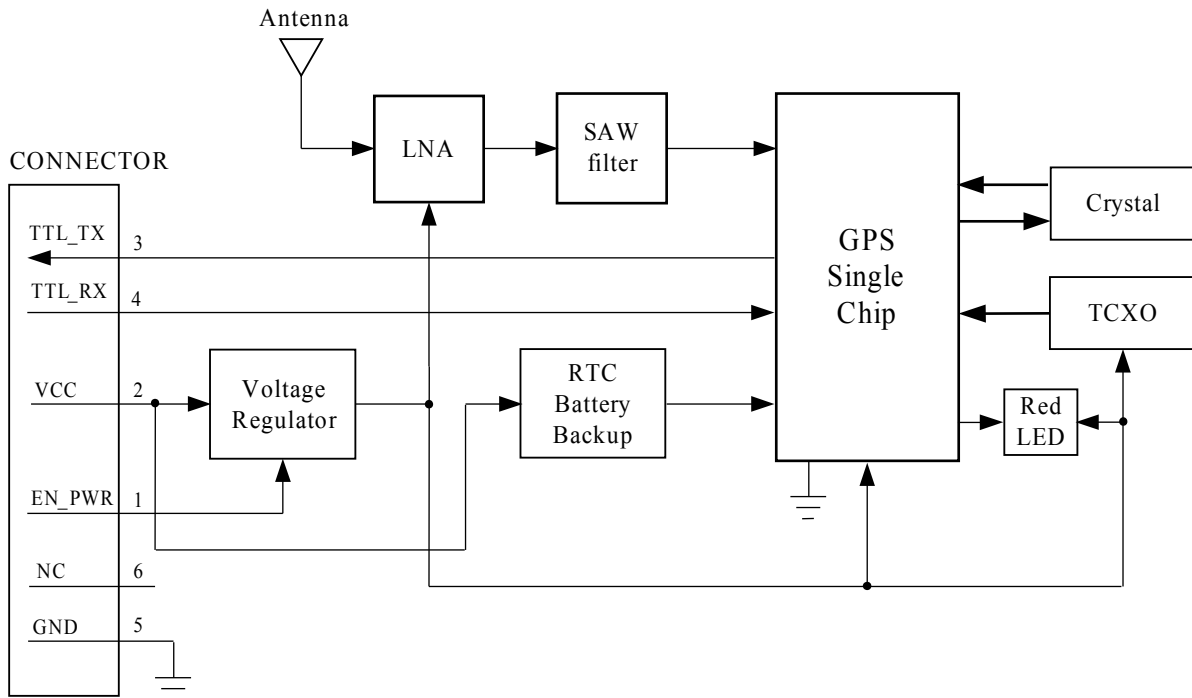 Antenna
LNA
SAW
filter
CONNECTOR
TTL_TX
3
TTL_RX
4
VCC
2
EN_PWR
1
NC
6
GND
5
Voltage
Regulator
RTC
Battery
Backup
GPS
Single
Chip
Crystal
TCXO
Red
LED